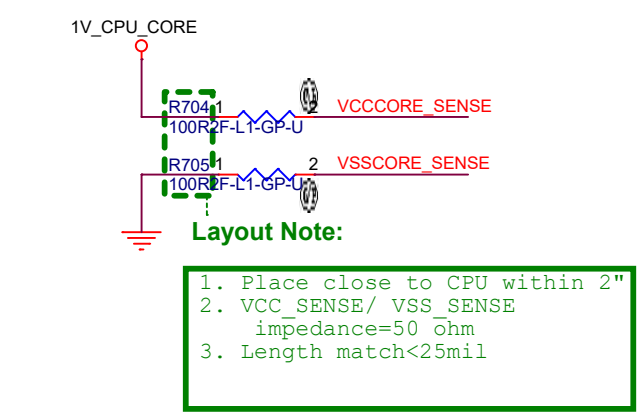 1V_CPU_CORE
R704 1 2 VCCCORE_SENSE
100R2F-L1-GP-U
R705 1 2 VSSCORE_SENSE
100R2F-L1-GP-U
Layout Note:
1. Place close to CPU within 2"
2. VCC_SENSE/ VSS_SENSE
impedance=50 ohm
3. Length match<25mil